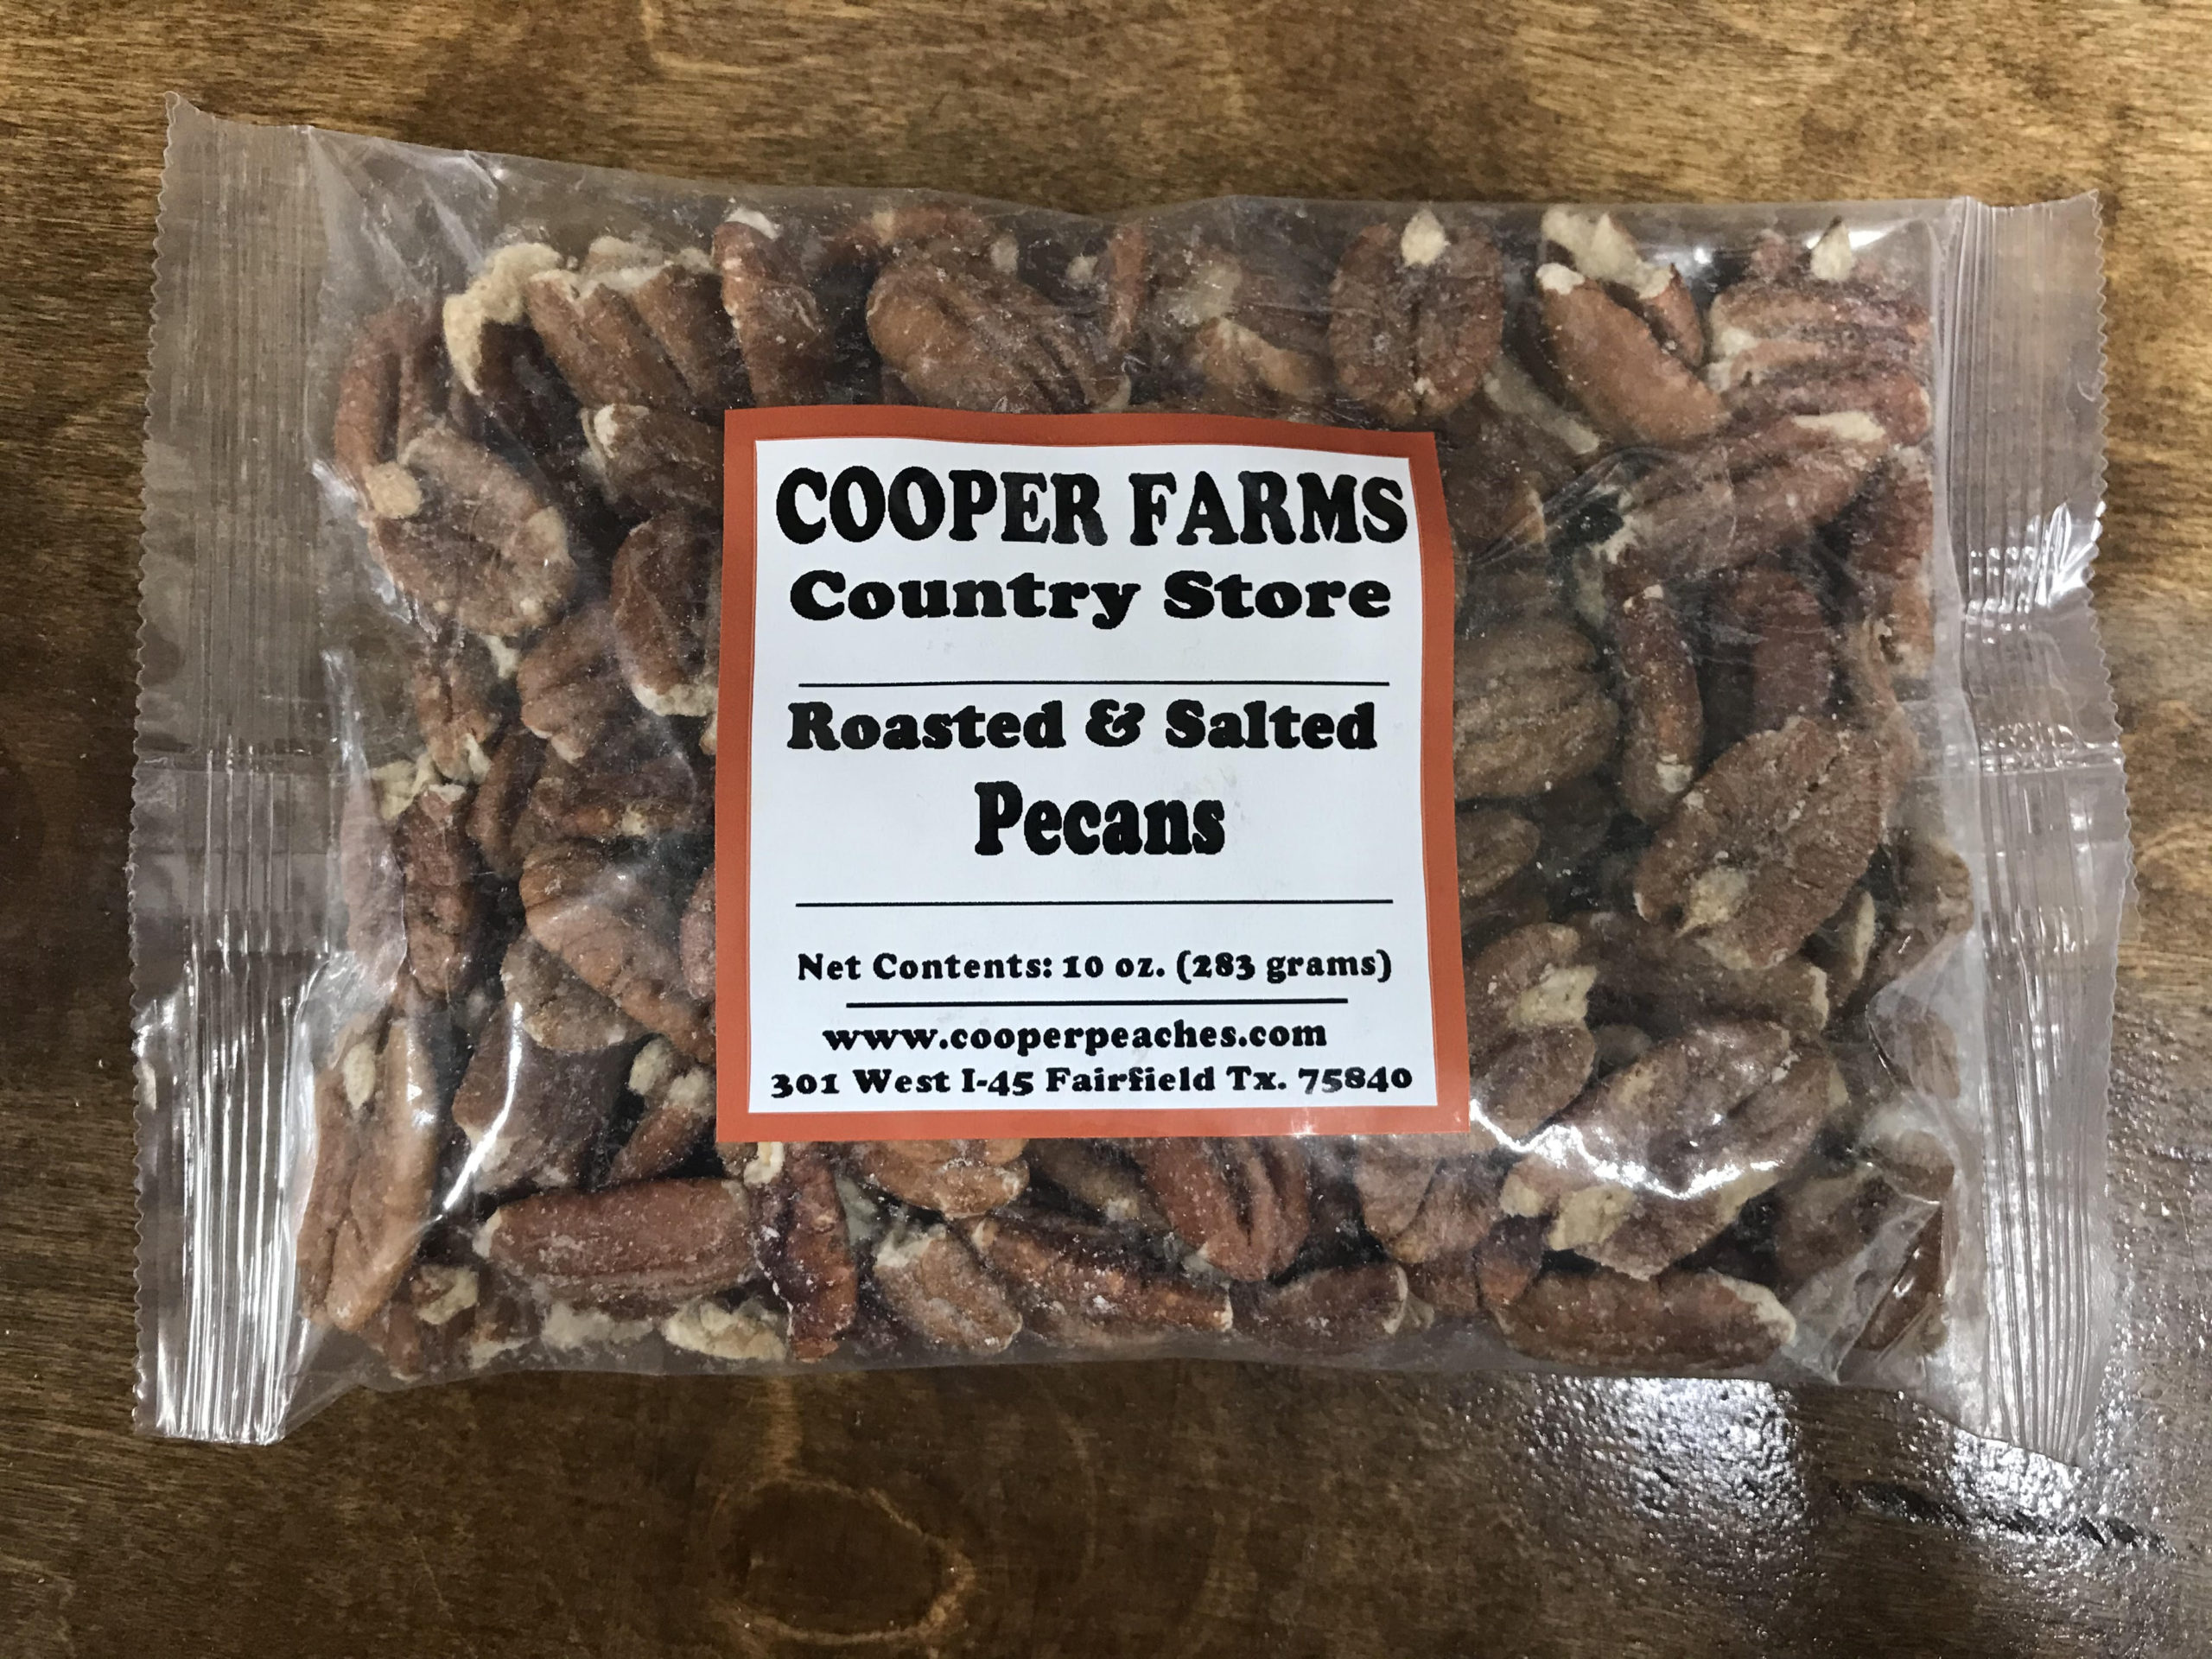 COOPER FARMS
Country Store
Roasted & Salted
Pecans
Net Contents: 10 oz. (283 grams)
www.cooperpeaches.com
301 West I-45 Fairfield Tx. 75840